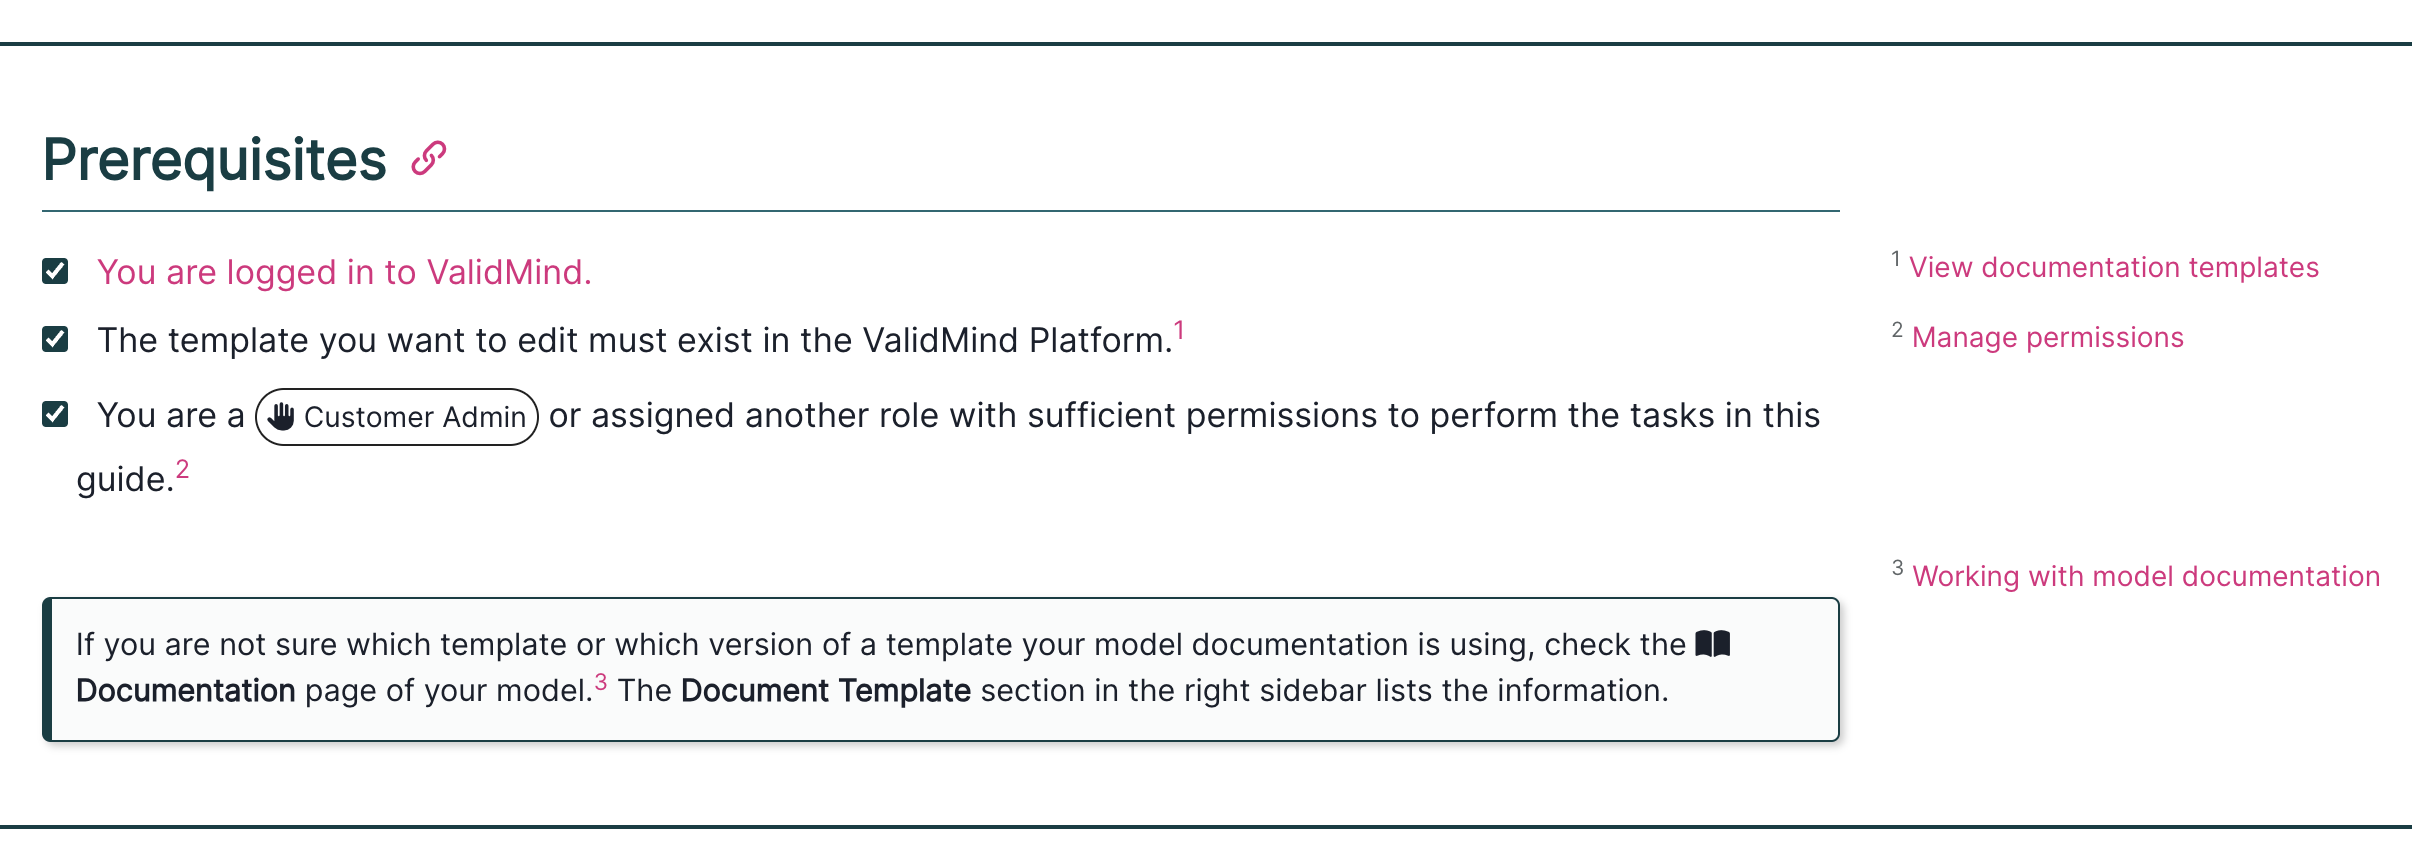 Prerequisites
You are logged in to ValidMind.
The template you want to edit must exist in the ValidMind Platform.1
You are a Customer Admin or assigned another role with sufficient permissions to perform the tasks in this
guide.2
If you are not sure which template or which version of a template your model documentation is using, check the
Documentation page of your model.3 The Document Template section in the right sidebar lists the information.
1 View documentation templates
2 Manage permissions
3 Working with model documentation